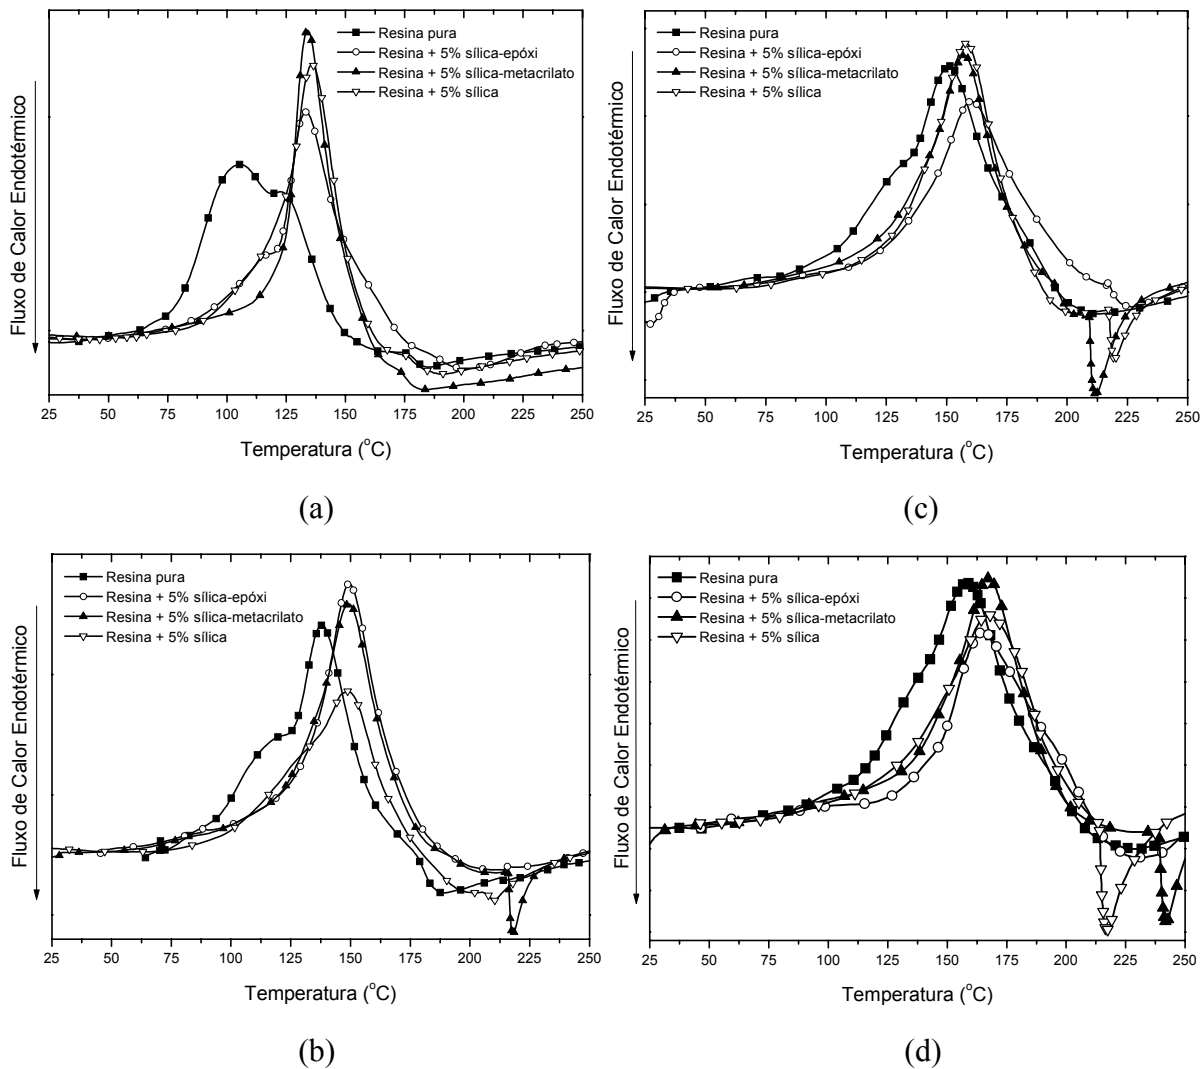 Resina pura
Resina + 5% sílica-epóxi
Resina + 5% sílica-metacrilato
Resina + 5% sílica
Fluxo de Calor Endotérmico
25 50 75 100 125 150 175 200 225 250
Temperatura (°C)
(a)
Resina pura
Resina + 5% sílica-epóxi
Resina + 5% sílica-metacrilato
Resina + 5% sílica
Fluxo de Calor Endotérmico
25 50 75 100 125 150 175 200 225 250
Temperatura (°C)
(c)
Resina pura
Resina + 5% sílica-epóxi
Resina + 5% sílica-metacrilato
Resina + 5% sílica
Fluxo de Calor Endotérmico
25 50 75 100 125 150 175 200 225 250
Temperatura (°C)
(b)
Resina pura
Resina + 5% sílica-epóxi
Resina + 5% sílica-metacrilato
Resina + 5% sílica
Fluxo de Calor Endotérmico
25 50 75 100 125 150 175 200 225 250
Temperatura (°C)
(d)